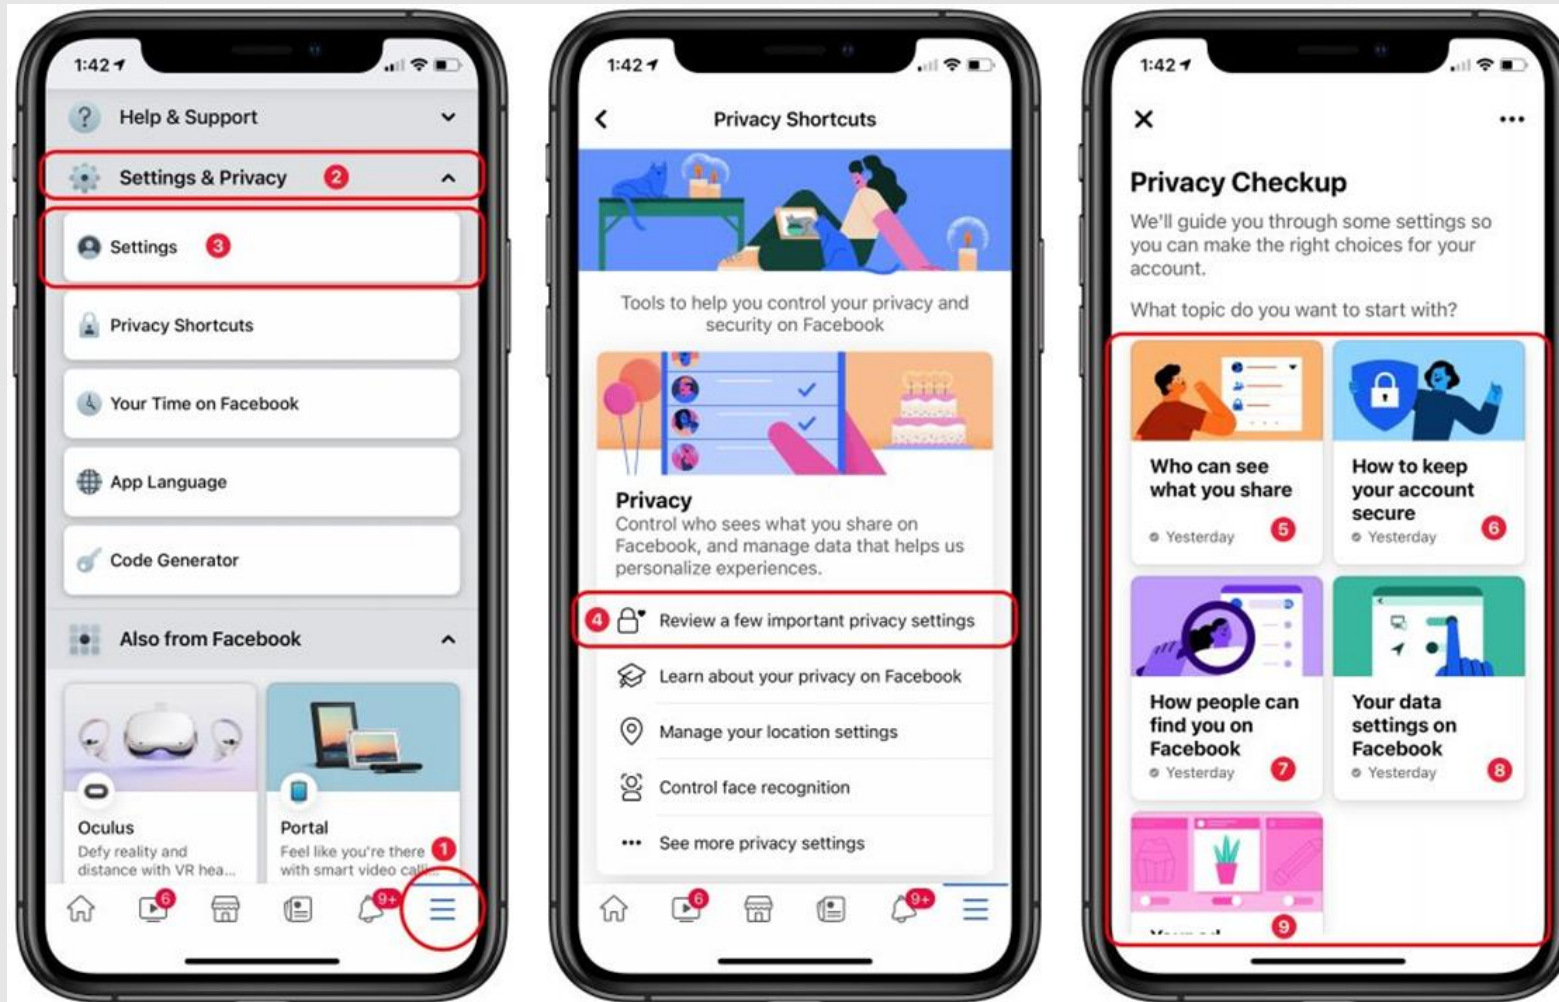 1:42
Help & Support
Settings & Privacy 2
Settings 3
Privacy Shortcuts
Your Time on Facebook
App Language
Code Generator
Also from Facebook
Oculus
Defy reality and
distance with VR hea...
Portal
Feel like you're there 1
with smart video calli...
6
9+
1:42
Privacy Shortcuts
Tools to help you control your privacy and
security on Facebook
Privacy
Control who sees what you share on
Facebook, and manage data that helps us
personalize experiences.
4 Review a few important privacy settings
Learn about your privacy on Facebook
Manage your location settings
Control face recognition
See more privacy settings
6
9+
1:42
Privacy Checkup
We'll guide you through some settings so
you can make the right choices for your
account.
What topic do you want to start with?
Who can see
what you share
Yesterday 5
How to keep
your account
secure
Yesterday 6
How people can
find you on
Facebook
Yesterday 7
Your data
settings on
Facebook
Yesterday 8
9